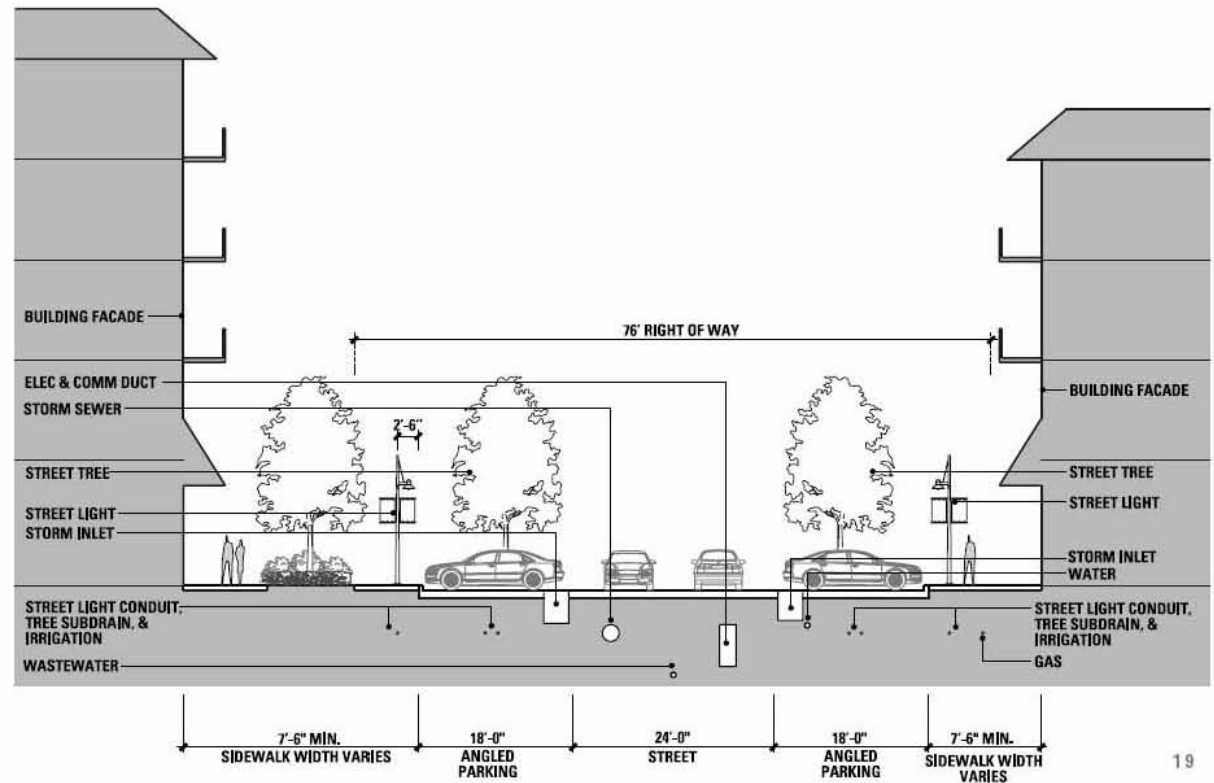 BUILDING FACADE
76' RIGHT OF WAY
ELEC & COMM DUCT
BUILDING FACADE
STORM SEWER
2'-6"
STREET TREE
STREET TREE
STREET LIGHT
STREET LIGHT
STORM INLET
STORM INLET
WATER
STREET LIGHT CONDUIT,
TREE SUBDRAIN, &
IRRIGATION
STREET LIGHT CONDUIT,
TREE SUBDRAIN, &
IRRIGATION
WASTEWATER
GAS
7'-6" MIN.
SIDEWALK WIDTH VARIES
18'-0"
ANGLED
PARKING
24'-0"
STREET
18'-0"
ANGLED
PARKING
7'-6" MIN.
SIDEWALK WIDTH
VARIES
19